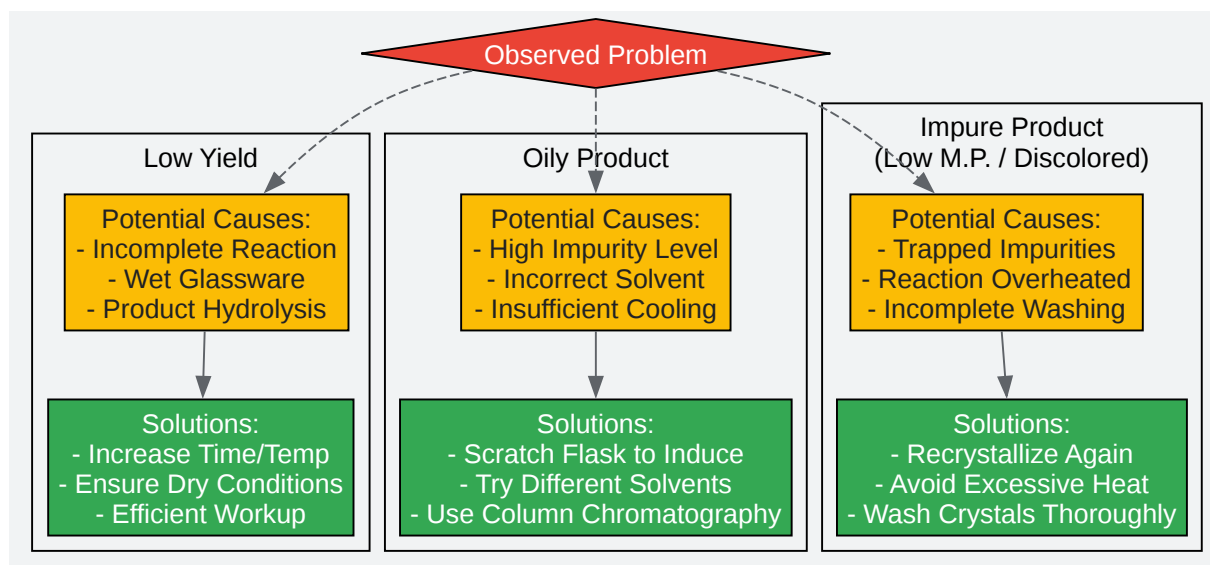 Observed Problem
Low Yield
Potential Causes:
- Incomplete Reaction
- Wet Glassware
- Product Hydrolysis
Solutions:
- Increase Time/Temp
- Ensure Dry Conditions
- Efficient Workup
Oily Product
Potential Causes:
- High Impurity Level
- Incorrect Solvent
- Insufficient Cooling
Solutions:
- Scratch Flask to Induce
- Try Different Solvents
- Use Column Chromatography
Impure Product
(Low M.P. / Discolored)
Potential Causes:
- Trapped Impurities
- Reaction Overheated
- Incomplete Washing
Solutions:
- Recrystallize Again
- Avoid Excessive Heat
- Wash Crystals Thoroughly